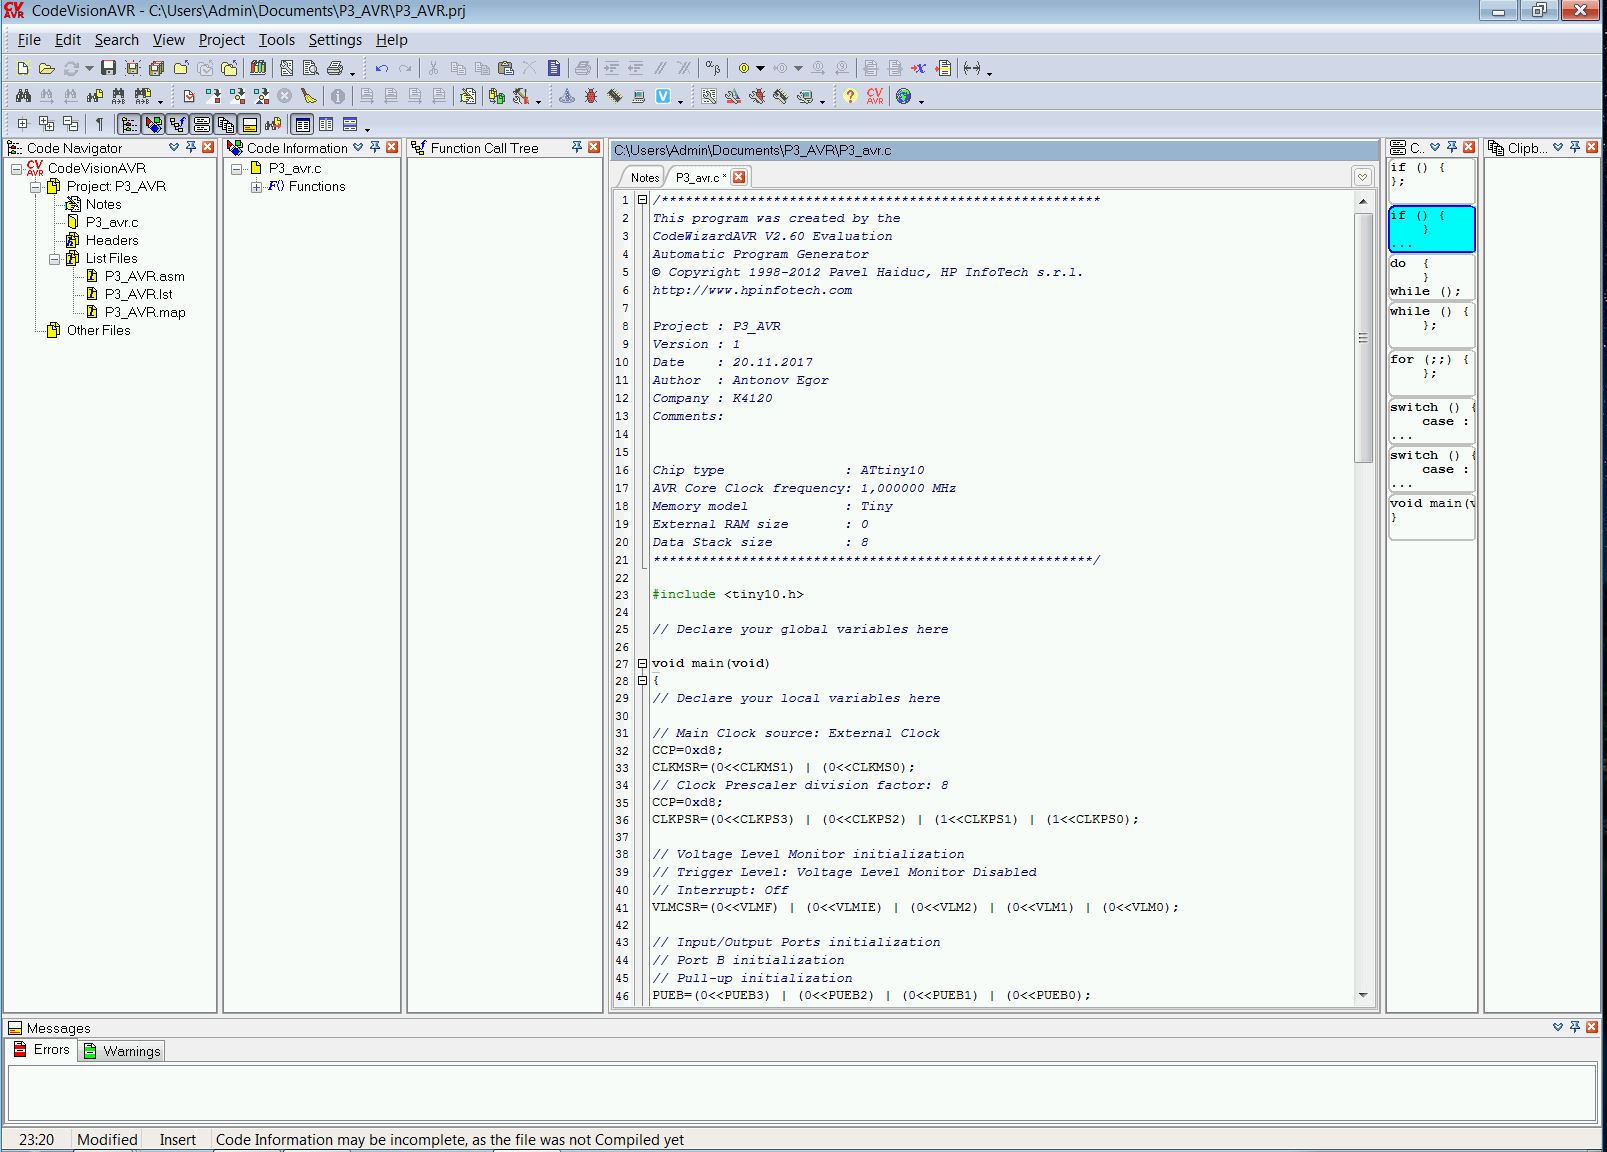 CodeVisionAVR - C:\Users\Admin\Documents\P3_AVR\P3_AVR.prj
File Edit Search View Project Tools Settings Help
Code Navigator
CodeVisionAVR
Project: P3_AVR
Notes
P3_avr.c
Headers
List Files
P3_AVR.asm
P3_AVR.lst
P3_AVR.map
Other Files
Code Information
P3_avr.c
F() Functions
Function Call Tree
C:\Users\Admin\Documents\P3_AVR\P3_avr.c
Notes P3_avr.c *
1 /*******************************************************
2 This program was created by the
3 CodeWizardAVR V2.60 Evaluation
4 Automatic Program Generator
5 © Copyright 1998-2012 Pavel Haiduc, HP InfoTech s.r.l.
6 http://www.hpinfotech.com
7
8 Project : P3_AVR
9 Version : 1
10 Date    : 20.11.2017
11 Author  : Antonov Egor
12 Company : K4120
13 Comments:
14
15
16 Chip type               : ATtiny10
17 AVR Core Clock frequency: 1,000000 MHz
18 Memory model            : Tiny
19 External RAM size       : 0
20 Data Stack size         : 8
21 *******************************************************/
22
23 #include <tiny10.h>
24
25 // Declare your global variables here
26
27 void main(void)
28 {
29 // Declare your local variables here
30
31 // Main Clock source: External Clock
32 CCP=0xd8;
33 CLKMSR=(0<<CLKMS1) | (0<<CLKMS0);
34 // Clock Prescaler division factor: 8
35 CCP=0xd8;
36 CLKPSR=(0<<CLKPS3) | (0<<CLKPS2) | (1<<CLKPS1) | (1<<CLKPS0);
37
38 // Voltage Level Monitor initialization
39 // Trigger Level: Voltage Level Monitor Disabled
40 // Interrupt: Off
41 VLMCSR=(0<<VLMF) | (0<<VLMIE) | (0<<VLM2) | (0<<VLM1) | (0<<VLM0);
42
43 // Input/Output Ports initialization
44 // Port B initialization
45 // Pull-up initialization
46 PUEB=(0<<PUEB3) | (0<<PUEB2) | (0<<PUEB1) | (0<<PUEB0);
C...
if () {
};
if () {
}
...
do {
}
while ();
while () {
};
for (;;) {
};
switch () {
case :
...
switch () {
case :
...
void main(v
}
Clipb...
Messages
Errors Warnings
23:20 Modified Insert Code Information may be incomplete, as the file was not Compiled yet